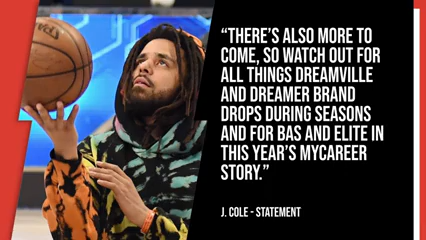 “THERE’S ALSO MORE TO
COME, SO WATCH OUT FOR
ALL THINGS DREAMVILLE
AND DREAMER BRAND
DROPS DURING SEASONS
AND FOR BAS AND ELITE IN
THIS YEAR’S MYCAREER
STORY.”
J. COLE - STATEMENT